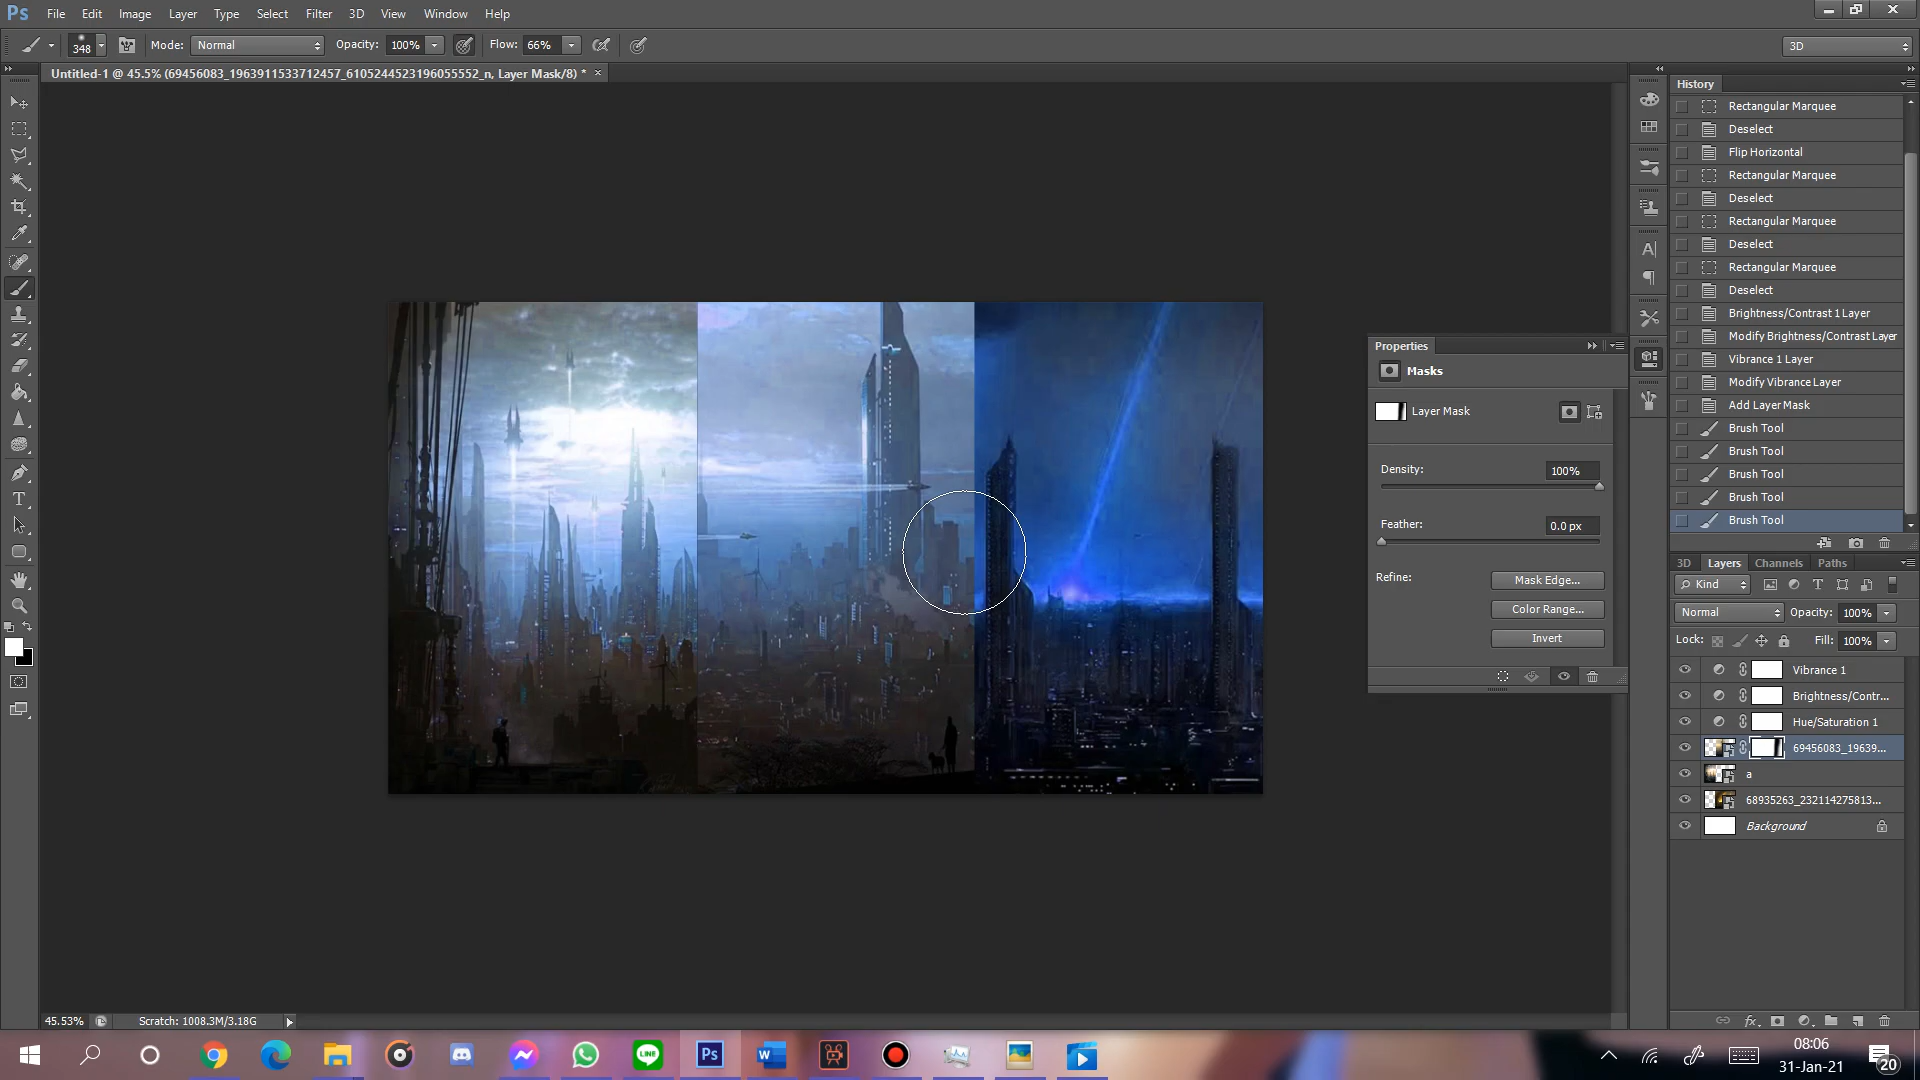 Ps File Edit Image Layer Type Select Filter 3D View Window Help
348 Mode: Normal Opacity: 100% Flow: 66% 3D
Untitled-1 @ 45.5% (69456083_1963911533712457_6105244523196055552_n, Layer Mask/8) *
History
Rectangular Marquee
Deselect
Flip Horizontal
Rectangular Marquee
Deselect
Rectangular Marquee
Deselect
Rectangular Marquee
Deselect
Brightness/Contrast 1 Layer
Modify Brightness/Contrast Layer
Vibrance 1 Layer
Modify Vibrance Layer
Add Layer Mask
Brush Tool
Brush Tool
Brush Tool
Brush Tool
Brush Tool
Properties
Masks
Layer Mask
Density: 100%
Feather: 0.0 px
Refine: Mask Edge...
Color Range...
Invert
3D Layers Channels Paths
Kind
Normal Opacity: 100%
Lock: Fill: 100%
Vibrance 1
Brightness/Contr...
Hue/Saturation 1
69456083_19639...
a
68935263_232114275813...
Background
45.53% Scratch: 1008.3M/3.18G
LINE Ps W
08:06
31-Jan-21
20